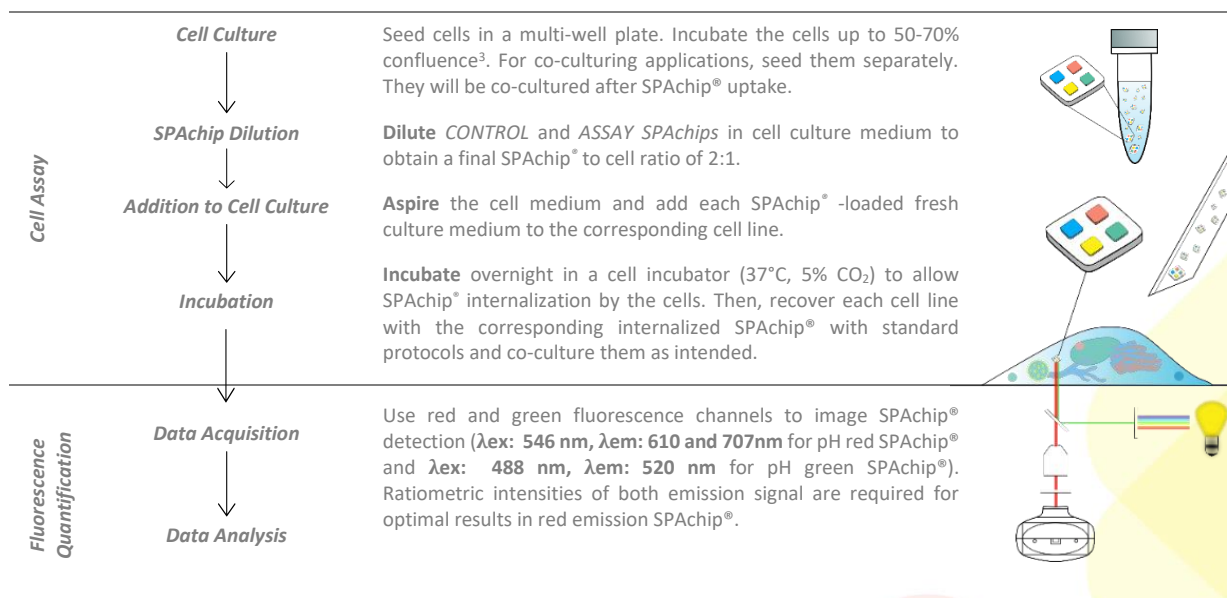 Cell Assay
Cell Culture
Seed cells in a multi-well plate. Incubate the cells up to 50-70%
confluence³. For co-culturing applications, seed them separately.
They will be co-cultured after SPAchip® uptake.
SPAchip Dilution
Dilute CONTROL and ASSAY SPAchips in cell culture medium to
obtain a final SPAchip® to cell ratio of 2:1.
Addition to Cell Culture
Aspire the cell medium and add each SPAchip® -loaded fresh
culture medium to the corresponding cell line.
Incubation
Incubate overnight in a cell incubator (37°C, 5% CO₂) to allow
SPAchip® internalization by the cells. Then, recover each cell line
with the corresponding internalized SPAchip® with standard
protocols and co-culture them as intended.
Fluorescence
Quantification
Data Acquisition
Use red and green fluorescence channels to image SPAchip®
detection (λex: 546 nm, λem: 610 and 707nm for pH red SPAchip®
and λex: 488 nm, λem: 520 nm for pH green SPAchip®).
Ratiometric intensities of both emission signal are required for
optimal results in red emission SPAchip®.
Data Analysis